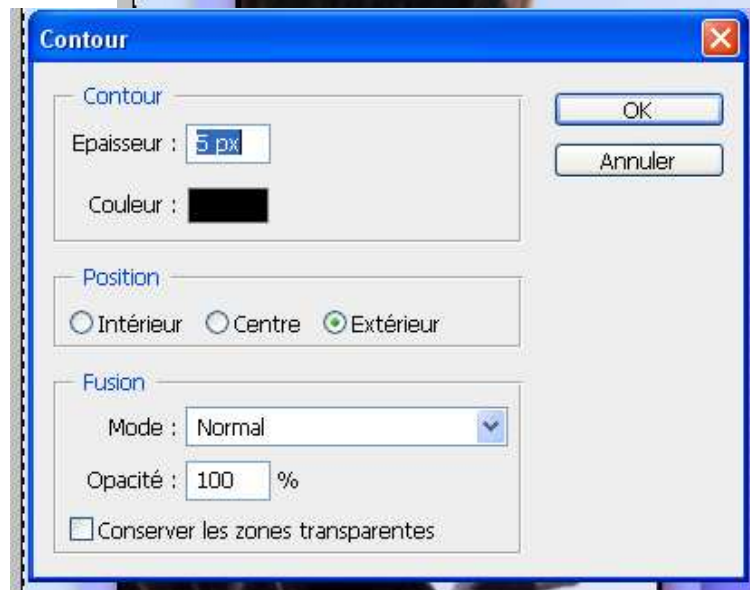 Contour
Contour
Epaisseur : 5 px
Couleur :
OK
Annuler
Position
Intérieur Centre Extérieur
Fusion
Mode : Normal
Opacité : 100 %
Conserver les zones transparentes